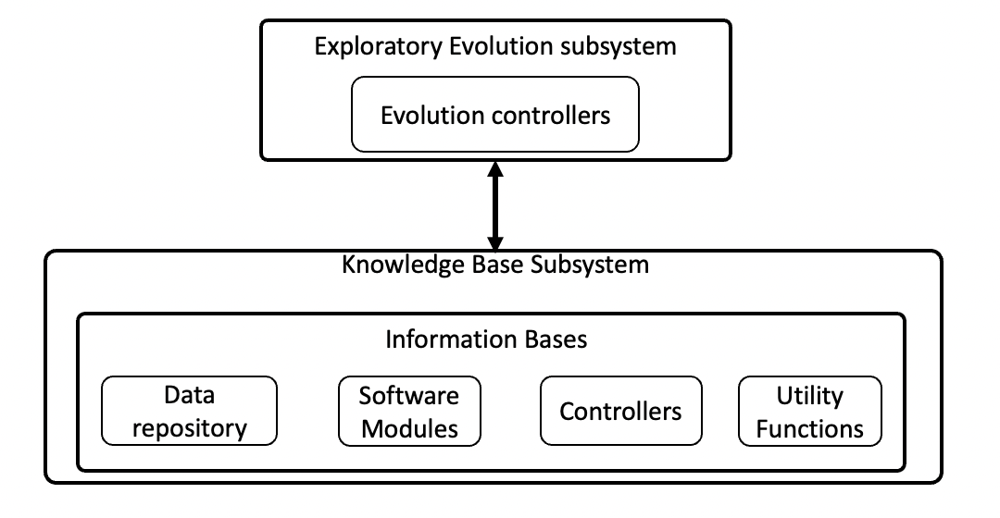 Exploratory Evolution subsystem
Evolution controllers
Knowledge Base Subsystem
Information Bases
Data
repository
Software
Modules
Controllers
Utility
Functions